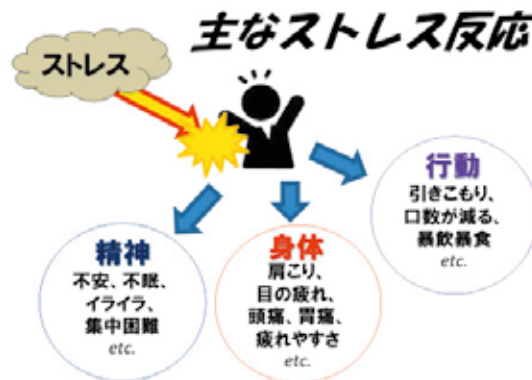 主なストレス反応
ストレス
行動
引きこもり、
口数が減る、
暴飲暴食
etc.
精神
不安、不眠、
イライラ、
集中困難
etc.
身体
肩こり、
目の疲れ、
頭痛、胃痛、
疲れやすさ
etc.